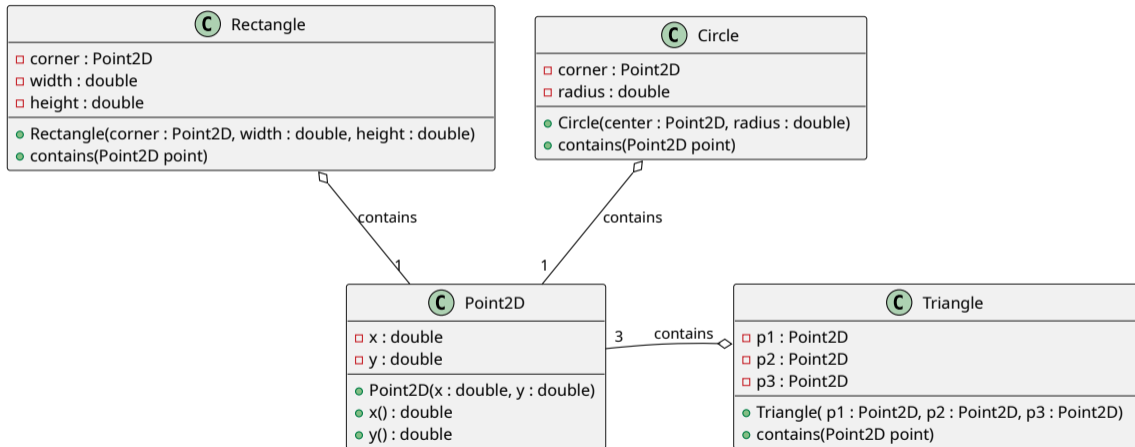 C Rectangle
corner : Point2D
width : double
height : double
Rectangle(corner : Point2D, width : double, height : double)
contains(Point2D point)
C Circle
corner : Point2D
radius : double
Circle(center : Point2D, radius : double)
contains(Point2D point)
contains
1
contains
1
C Point2D
x : double
y : double
Point2D(x : double, y : double)
x() : double
y() : double
3
contains
C Triangle
p1 : Point2D
p2 : Point2D
p3 : Point2D
Triangle( p1 : Point2D, p2 : Point2D, p3 : Point2D)
contains(Point2D point)